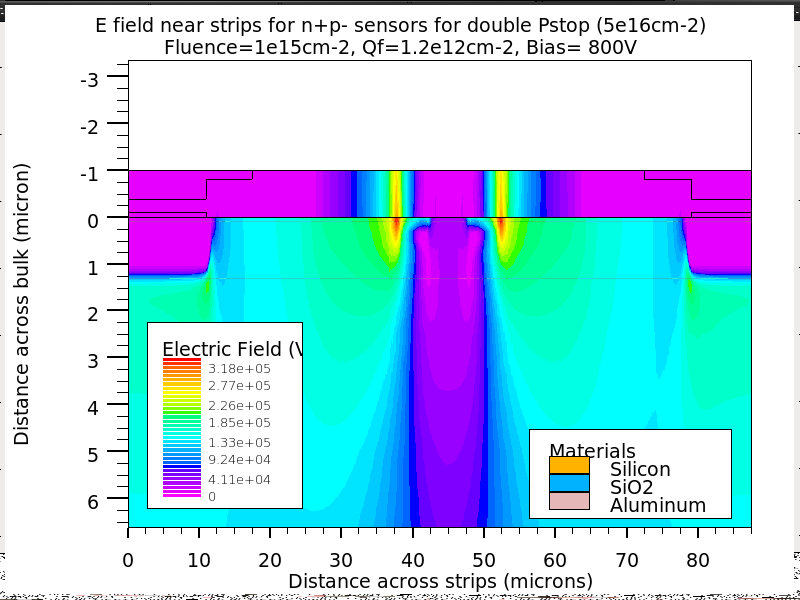 E field near strips for n+p- sensors for double Pstop (5e16cm-2)
Fluence=1e15cm-2, Qf=1.2e12cm-2, Bias= 800V
Distance across bulk (micron)
-3
-2
-1
0
1
2
3
4
5
6
Electric Field (V
3.18e+05
2.77e+05
2.26e+05
1.85e+05
1.33e+05
9.24e+04
4.11e+04
0
Materials
Silicon
SiO2
Aluminum
0 10 20 30 40 50 60 70 80
Distance across strips (microns)